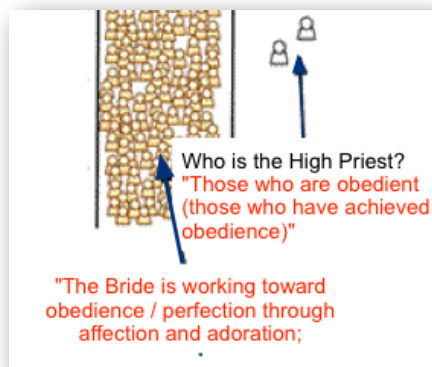 Who is the High Priest?
"Those who are obedient
(those who have achieved
obedience)"
"The Bride is working toward
obedience / perfection through
affection and adoration;